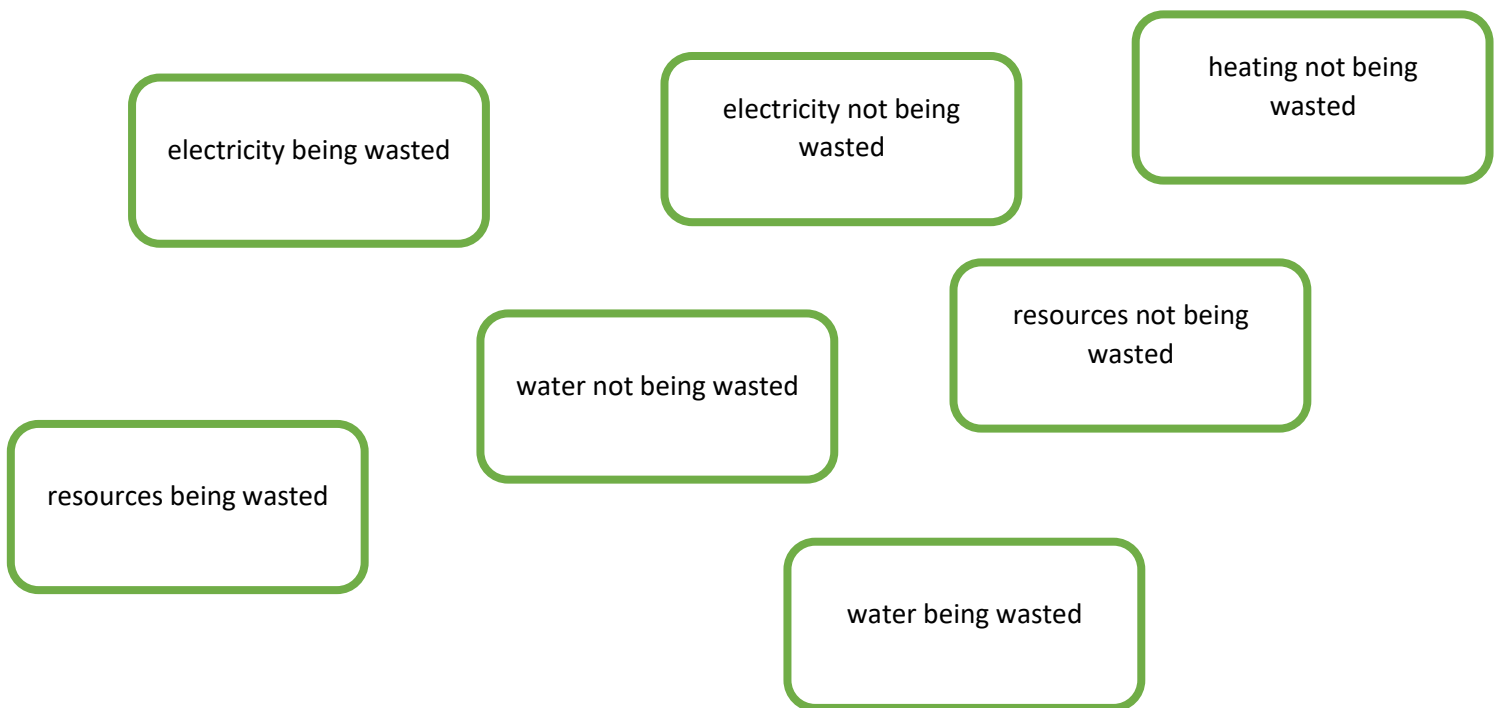 electricity being wasted
electricity not being
wasted
heating not being
wasted
water not being wasted
resources not being
wasted
resources being wasted
water being wasted